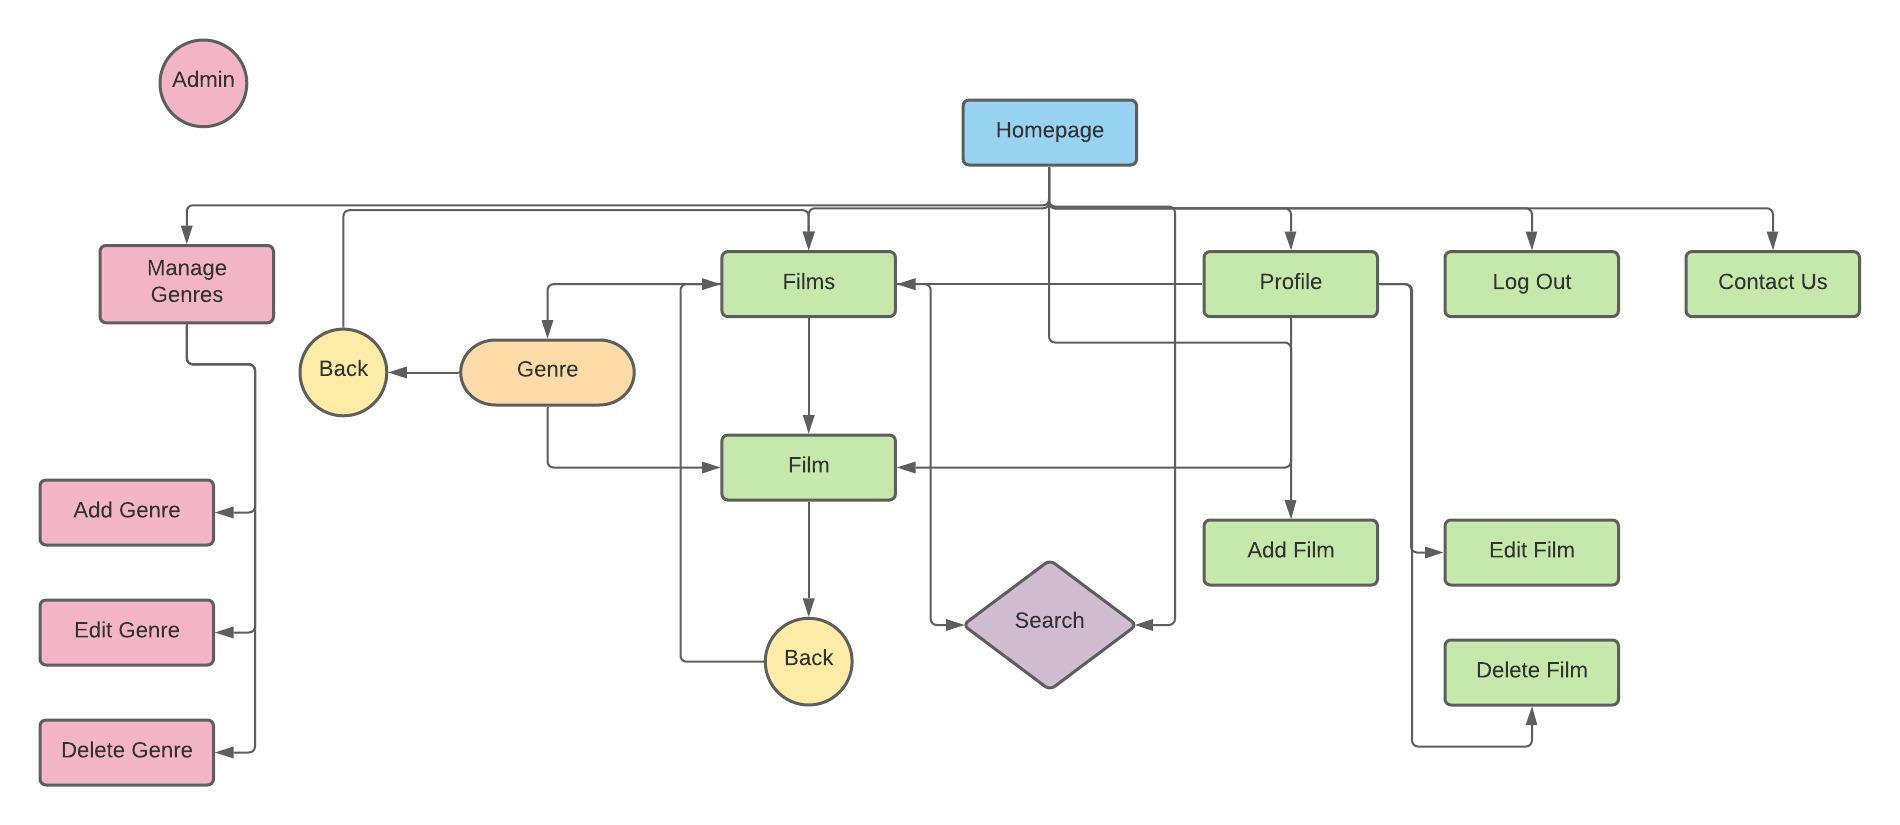 Admin
Homepage
Manage
Genres
Films
Profile
Log Out
Contact Us
Back
Genre
Film
Add Genre
Add Film
Edit Film
Edit Genre
Search
Back
Delete Film
Delete Genre